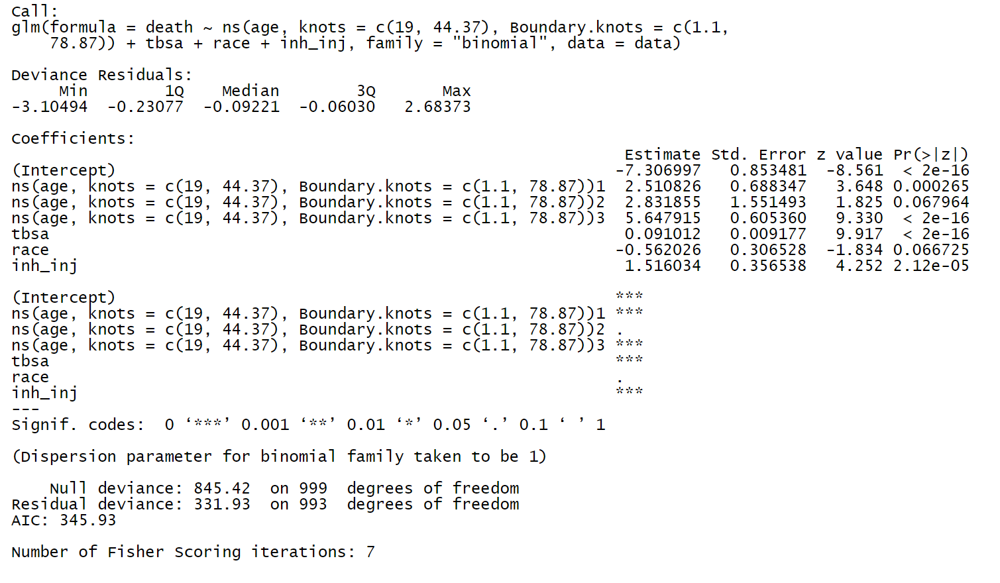 Call:
glm(formula = death ~ ns(age, knots = c(19, 44.37), Boundary.knots = c(1.1,
    78.87)) + tbsa + race + inh_inj, family = "binomial", data = data)
Deviance Residuals:
     Min        1Q    Median        3Q       Max
-3.10494  -0.23077  -0.09221  -0.06030   2.68373
Coefficients:
                                                                Estimate Std. Error z value Pr(>|z|)
(Intercept)                                                    -7.306997   0.853481  -8.561  < 2e-16
ns(age, knots = c(19, 44.37), Boundary.knots = c(1.1, 78.87))1  2.510826   0.688347   3.648 0.000265
ns(age, knots = c(19, 44.37), Boundary.knots = c(1.1, 78.87))2  2.831855   1.551493   1.825 0.067964
ns(age, knots = c(19, 44.37), Boundary.knots = c(1.1, 78.87))3  5.647915   0.605360   9.330  < 2e-16
tbsa                                                            0.091012   0.009177   9.917  < 2e-16
race                                                           -0.562026   0.306528  -1.834 0.066725
inh_inj                                                         1.516034   0.356538   4.252 2.12e-05
(Intercept)                                                    ***
ns(age, knots = c(19, 44.37), Boundary.knots = c(1.1, 78.87))1 ***
ns(age, knots = c(19, 44.37), Boundary.knots = c(1.1, 78.87))2 .
ns(age, knots = c(19, 44.37), Boundary.knots = c(1.1, 78.87))3 ***
tbsa                                                           ***
race                                                           .
inh_inj                                                        ***
---
Signif. codes:  0 ‘***’ 0.001 ‘**’ 0.01 ‘*’ 0.05 ‘.’ 0.1 ‘ ’ 1
(Dispersion parameter for binomial family taken to be 1)
    Null deviance: 845.42  on 999  degrees of freedom
Residual deviance: 331.93  on 993  degrees of freedom
AIC: 345.93
Number of Fisher Scoring iterations: 7